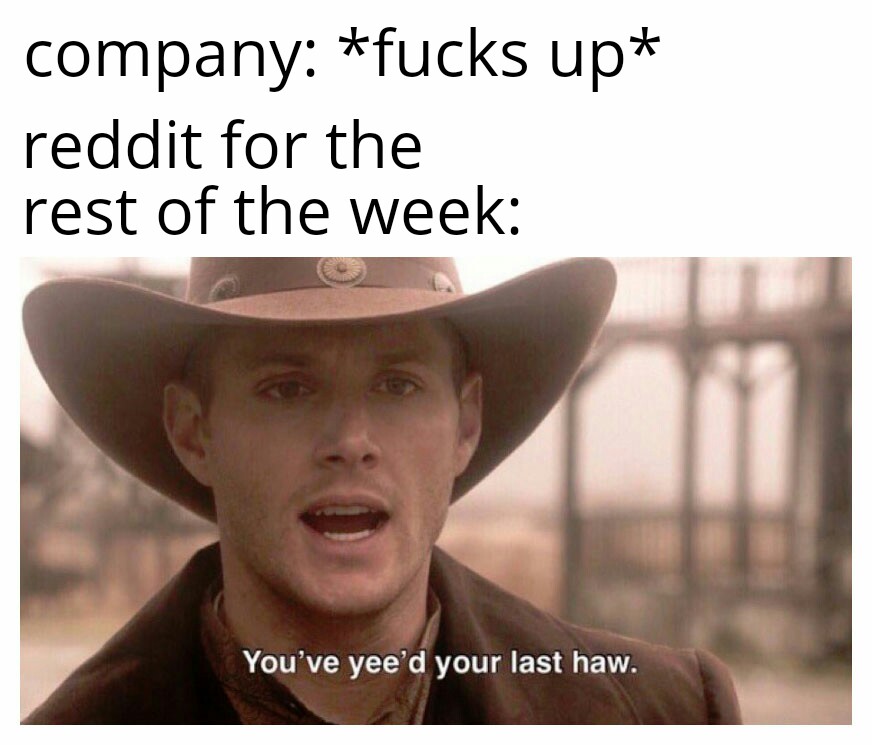 company: *fucks up*
reddit for the
rest of the week:
You've yee'd your last haw.